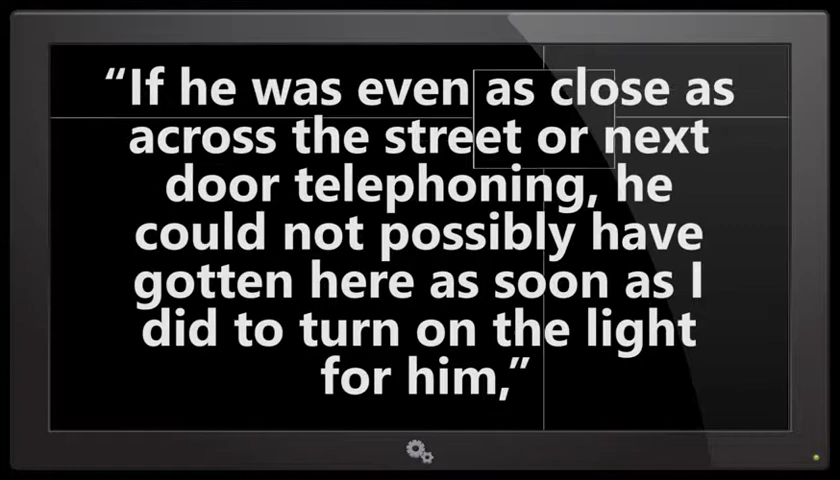 “If he was even as close as
across the street or next
door telephoning, he
could not possibly have
gotten here as soon as I
did to turn on the light
for him,”